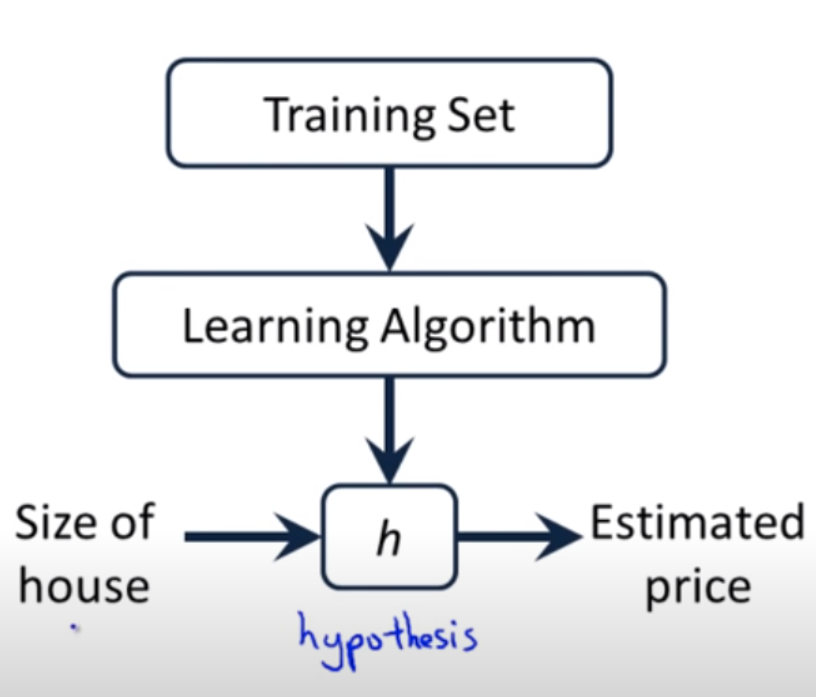 Training Set
Learning Algorithm
Size of
house
h
Estimated
price
hypothesis